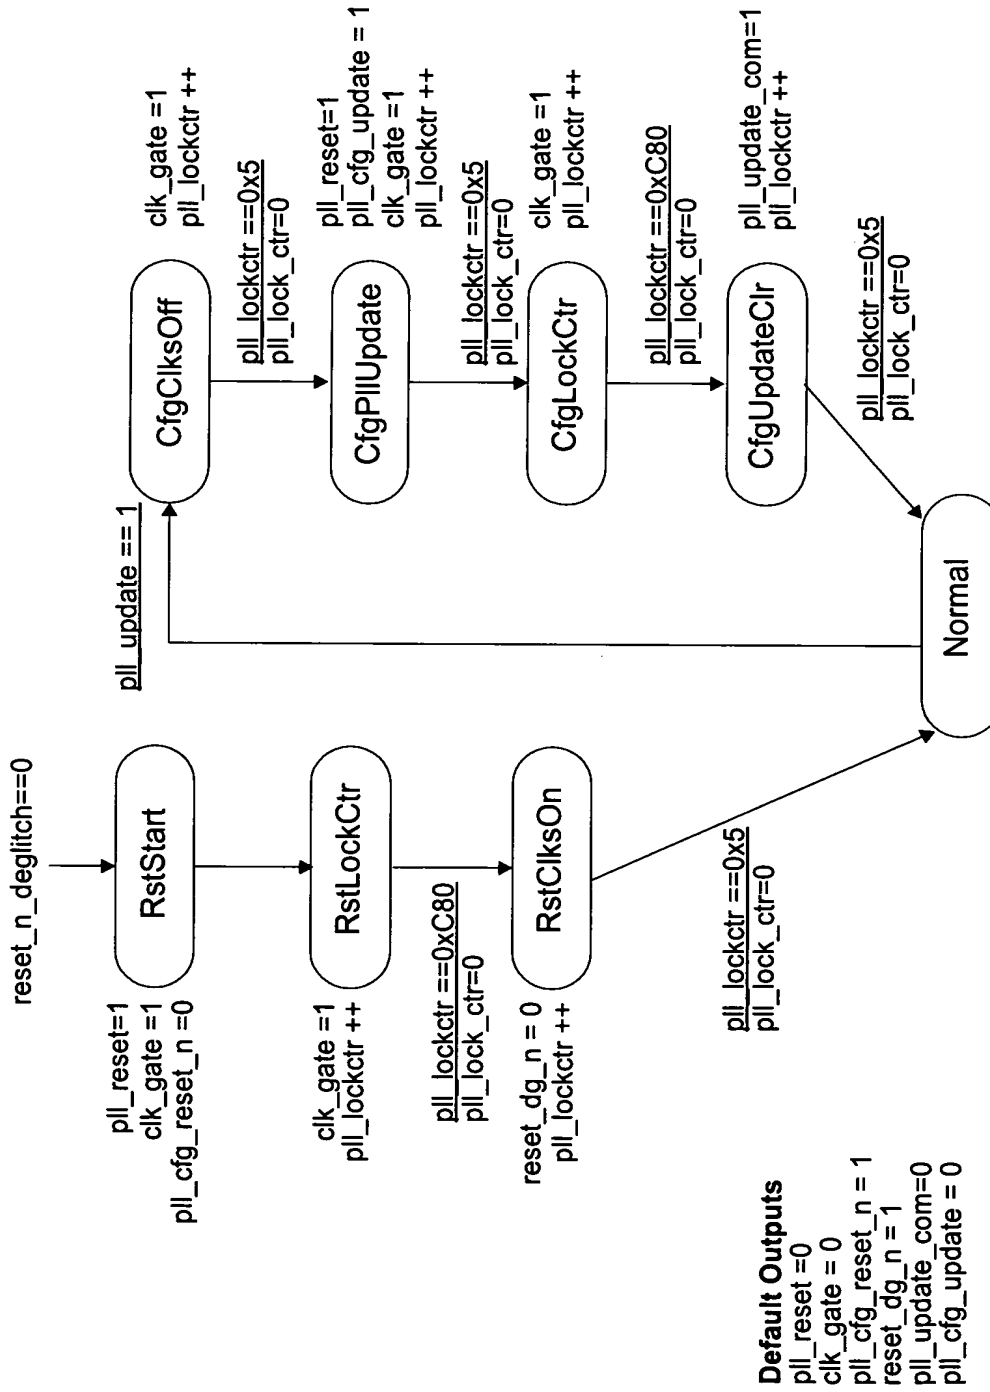 reset_n_deglitch==0
pll_reset=1
clk_gate =1
pll_cfg_reset_n =0
RstStart
clk_gate =1
pll_lockctr ++
RstLockCtr
pll_lockctr ==0xC80
pll_lock_ctr=0
reset_dg_n = 0
pll_lockctr ++
RstClksOn
pll_lockctr ==0x5
pll_lock_ctr=0
Normal
pll_update == 1
CfgClksOff
clk_gate =1
pll_lockctr ++
pll_lockctr ==0x5
pll_lock_ctr=0
CfgPllUpdate
pll_reset=1
pll_cfg_update = 1
clk_gate =1
pll_lockctr ++
pll_lockctr ==0x5
pll_lock_ctr=0
CfgLockCtr
clk_gate =1
pll_lockctr ++
pll_lockctr ==0xC80
pll_lock_ctr=0
CfgUpdateClr
pll_update_com=1
pll_lockctr ++
pll_lockctr ==0x5
pll_lock_ctr=0
Default Outputs
pll_reset =0
clk_gate = 0
pll_cfg_reset_n = 1
reset_dg_n = 1
pll_update_com=0
pll_cfg_update = 0